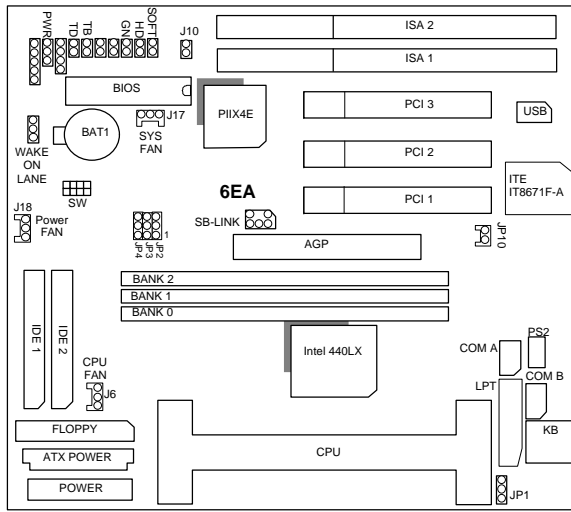 PWR
TD
TB
GN
HD
SOFT
J10
ISA 2
ISA 1
BIOS
PIIX4E
PCI 3
USB
J17
SYS
FAN
BAT1
WAKE
ON
LANE
PCI 2
ITE
IT8671F-A
SW
6EA
PCI 1
J18
Power
FAN
SB-LINK
JP4
JP3
JP2
1
AGP
JP10
BANK 2
BANK 1
BANK 0
IDE 1
IDE 2
Intel 440LX
PS2
COM A
CPU
FAN
J6
LPT
COM B
KB
FLOPPY
ATX POWER
POWER
CPU
JP1